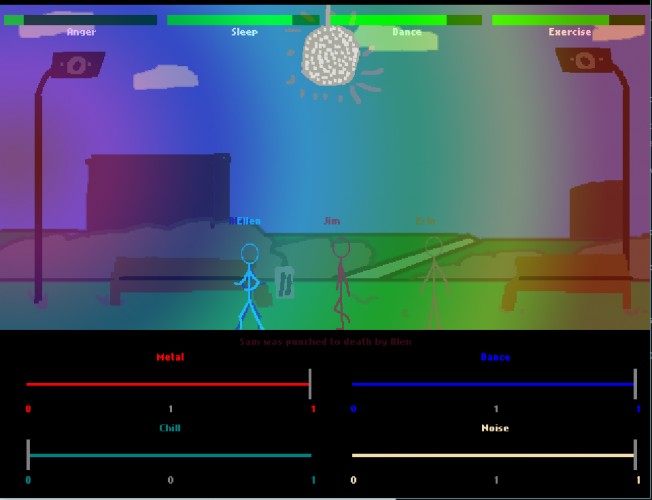 Anger Sleep Dance Exercise
Jim
Sam was punched to death by Alen
Metal Dance
0 1 1 0 1 1
Chill Noise
0 0 1 0 1 1